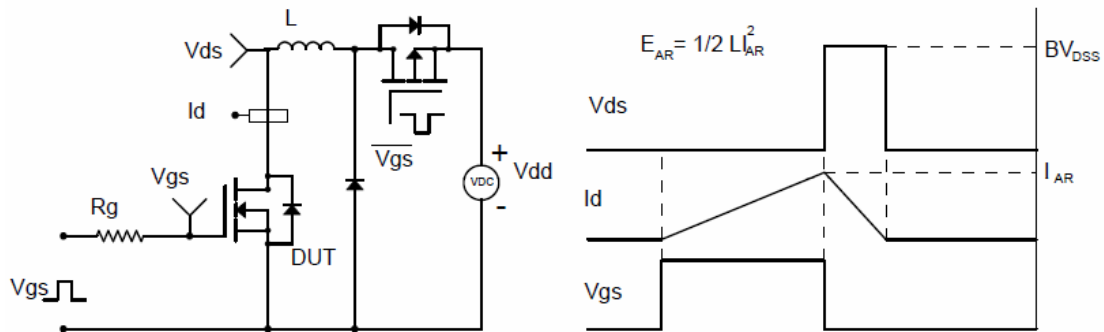 L
Vds
Id
Vgs
Vgs
+
VDC
Vdd
-
Vgs
Rg
DUT
Vgs
E_AR = 1/2 LI_AR^2
BV_DSS
Vds
I_AR
Id
Vgs